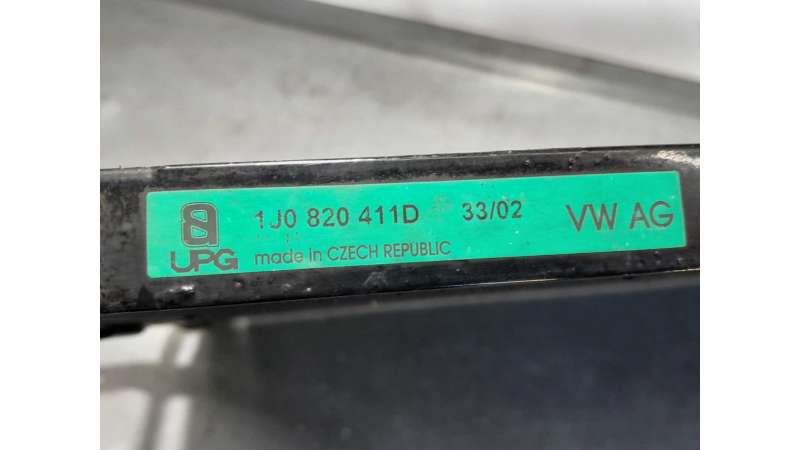 1J0 820 411D 33/02 VW AG
UPG made in CZECH REPUBLIC